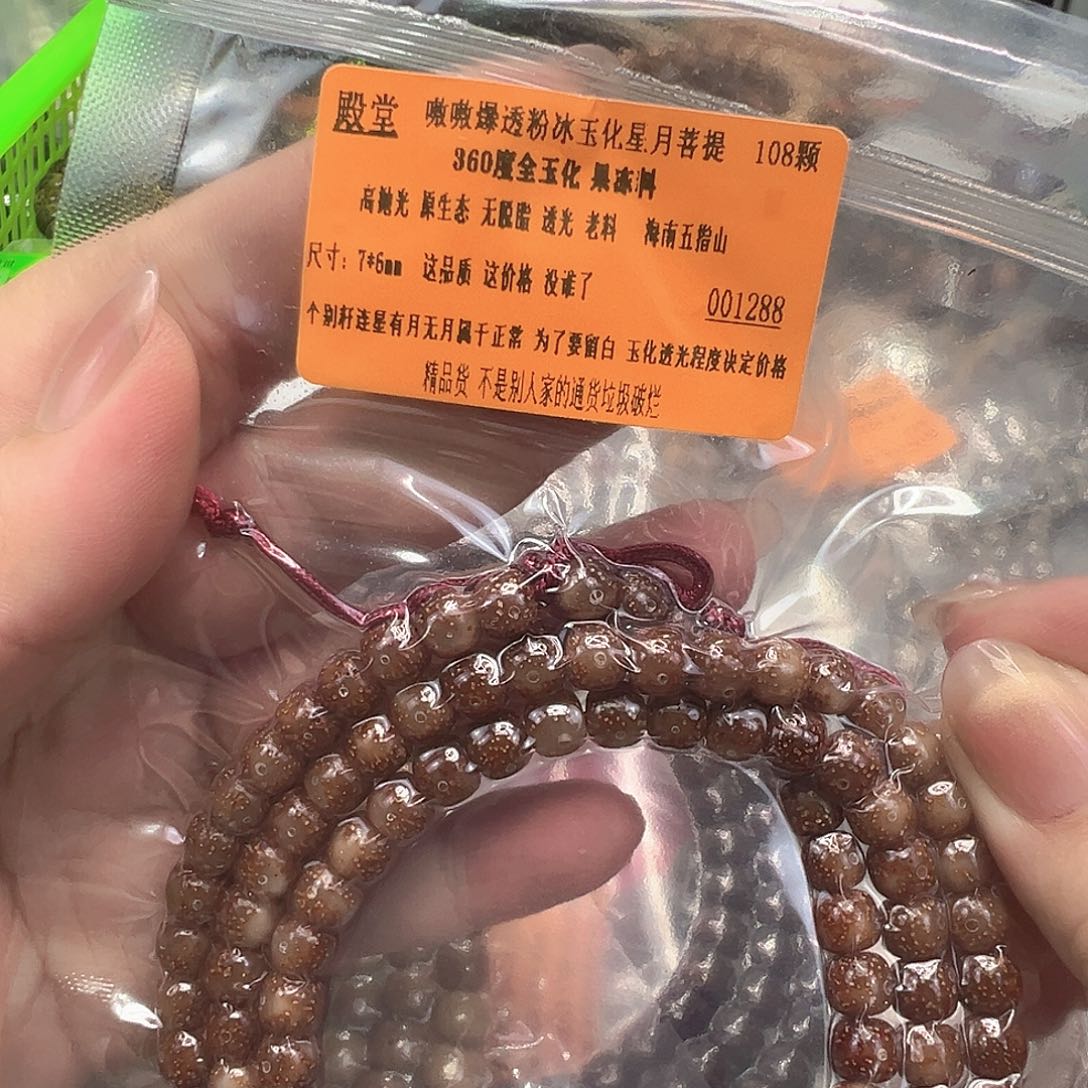 殿堂 嗷嗷爆透粉冰玉化星月菩提 108颗
360度全玉化 果冻料
高抛光 原生态 无脱脂 透光 老料 海南五指山
尺寸：7*6mm 这品质 这价格 没谁了 001288
个别杆连星有月无月属于正常 为了要留白 玉化透光程度决定价格
精品货 不是别人家的通货垃圾破烂